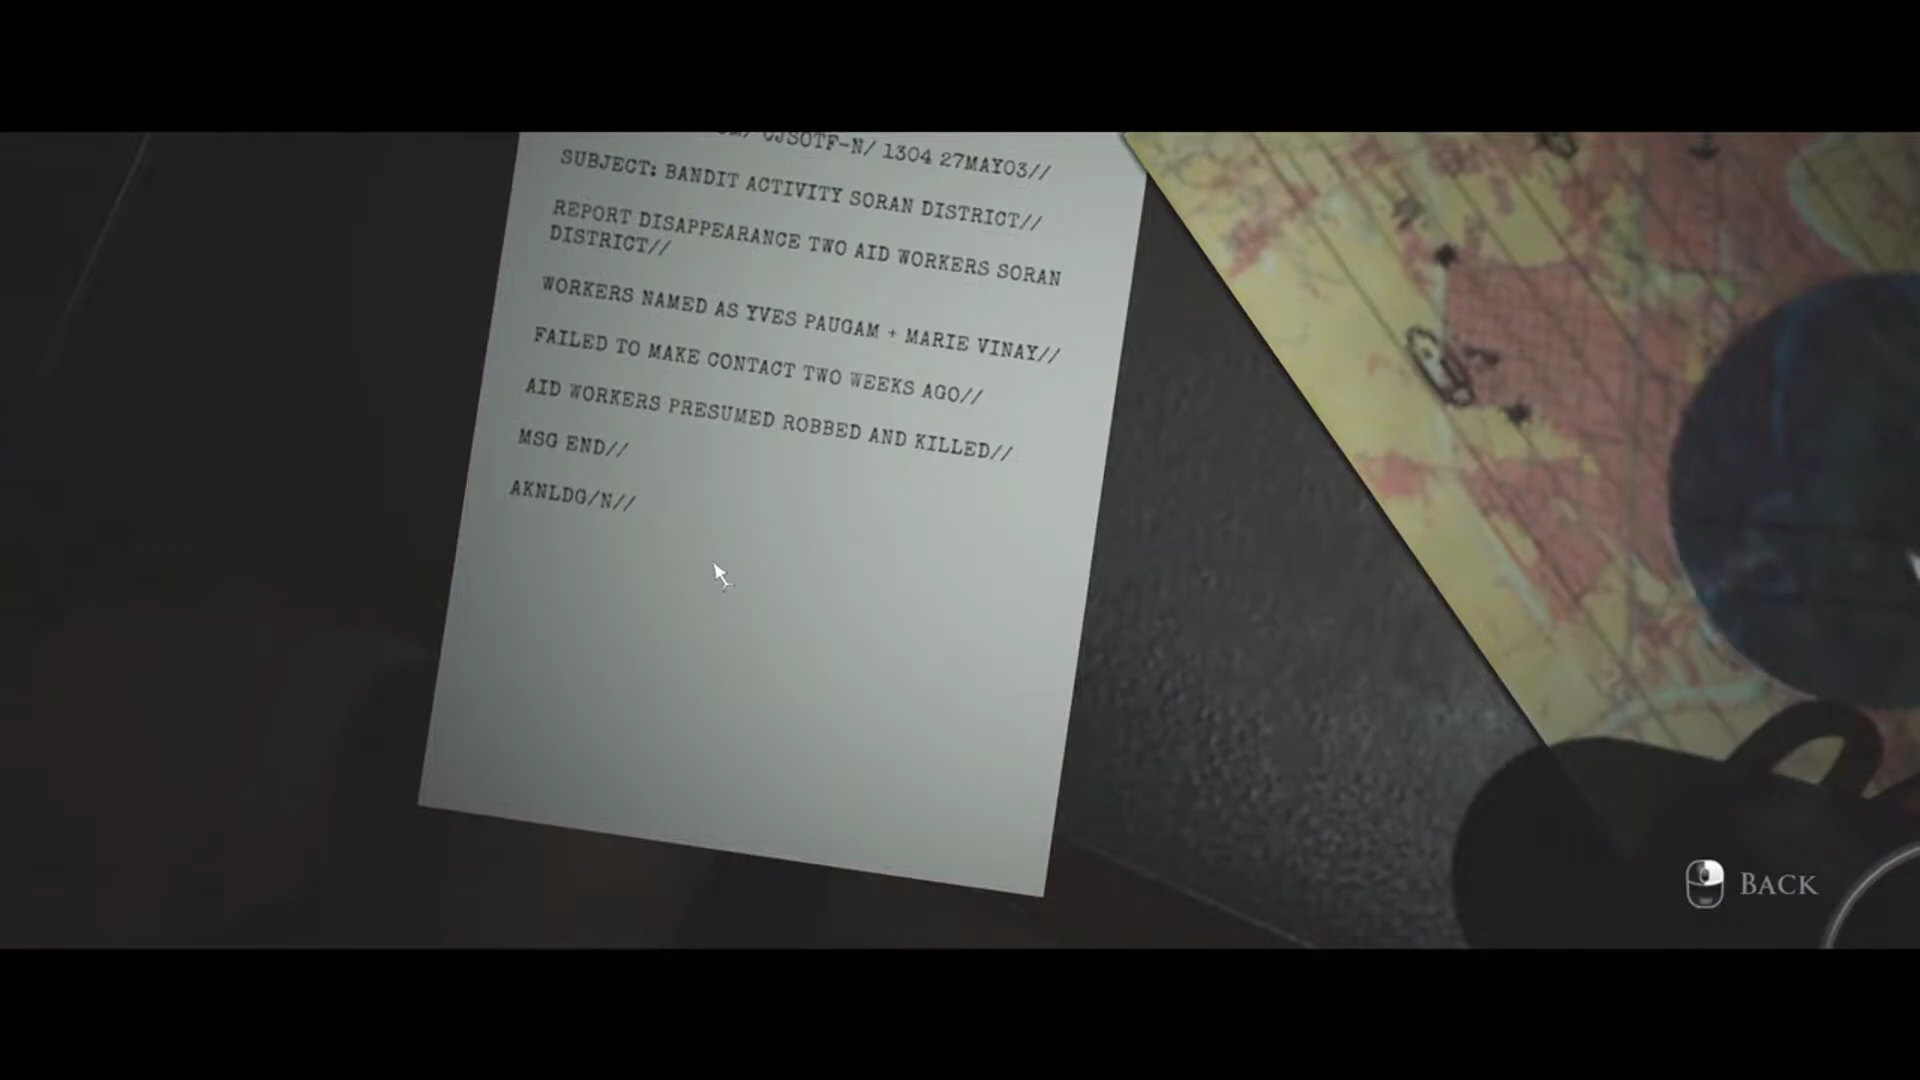 CJSOTF-N/ 1304 27MAY03//
SUBJECT: BANDIT ACTIVITY SORAN DISTRICT//
REPORT DISAPPEARANCE TWO AID WORKERS SORAN
DISTRICT//
WORKERS NAMED AS YVES PAUGAM + MARIE VINAY//
FAILED TO MAKE CONTACT TWO WEEKS AGO//
AID WORKERS PRESUMED ROBBED AND KILLED//
MSG END//
AKNLDG/N//
BACK